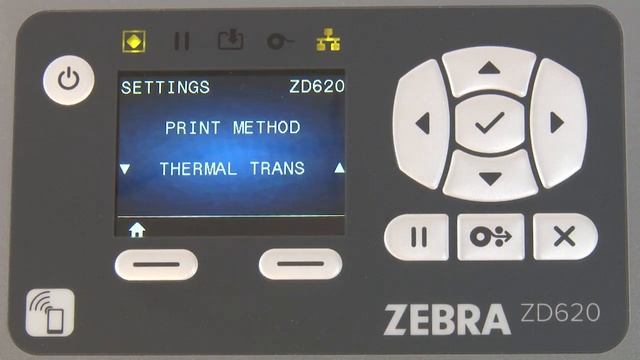 SETTINGS ZD620
PRINT METHOD
THERMAL TRANS
ZEBRA ZD620